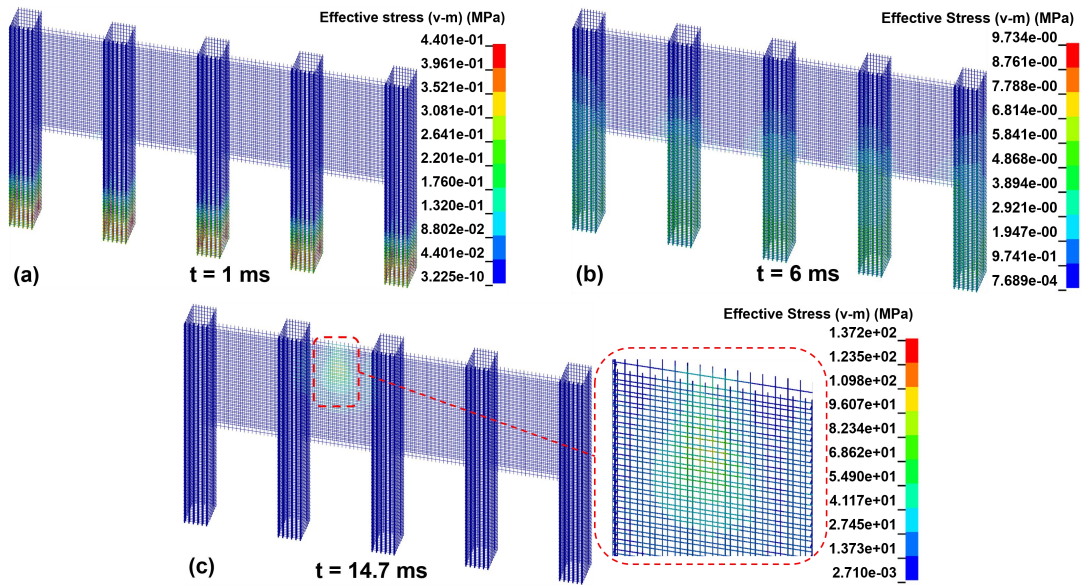 Effective stress (v-m) (MPa)
4.401e-01
3.961e-01
3.521e-01
3.081e-01
2.641e-01
2.201e-01
1.760e-01
1.320e-01
8.802e-02
4.401e-02
3.225e-10
(a)
t = 1 ms
Effective Stress (v-m) (MPa)
9.734e-00
8.761e-00
7.788e-00
6.814e-00
5.841e-00
4.868e-00
3.894e-00
2.921e-00
1.947e-00
9.741e-01
7.689e-04
(b)
t = 6 ms
Effective Stress (v-m) (MPa)
1.372e+02
1.235e+02
1.098e+02
9.607e+01
8.234e+01
6.862e+01
5.490e+01
4.117e+01
2.745e+01
1.373e+01
2.710e-03
(c)
t = 14.7 ms